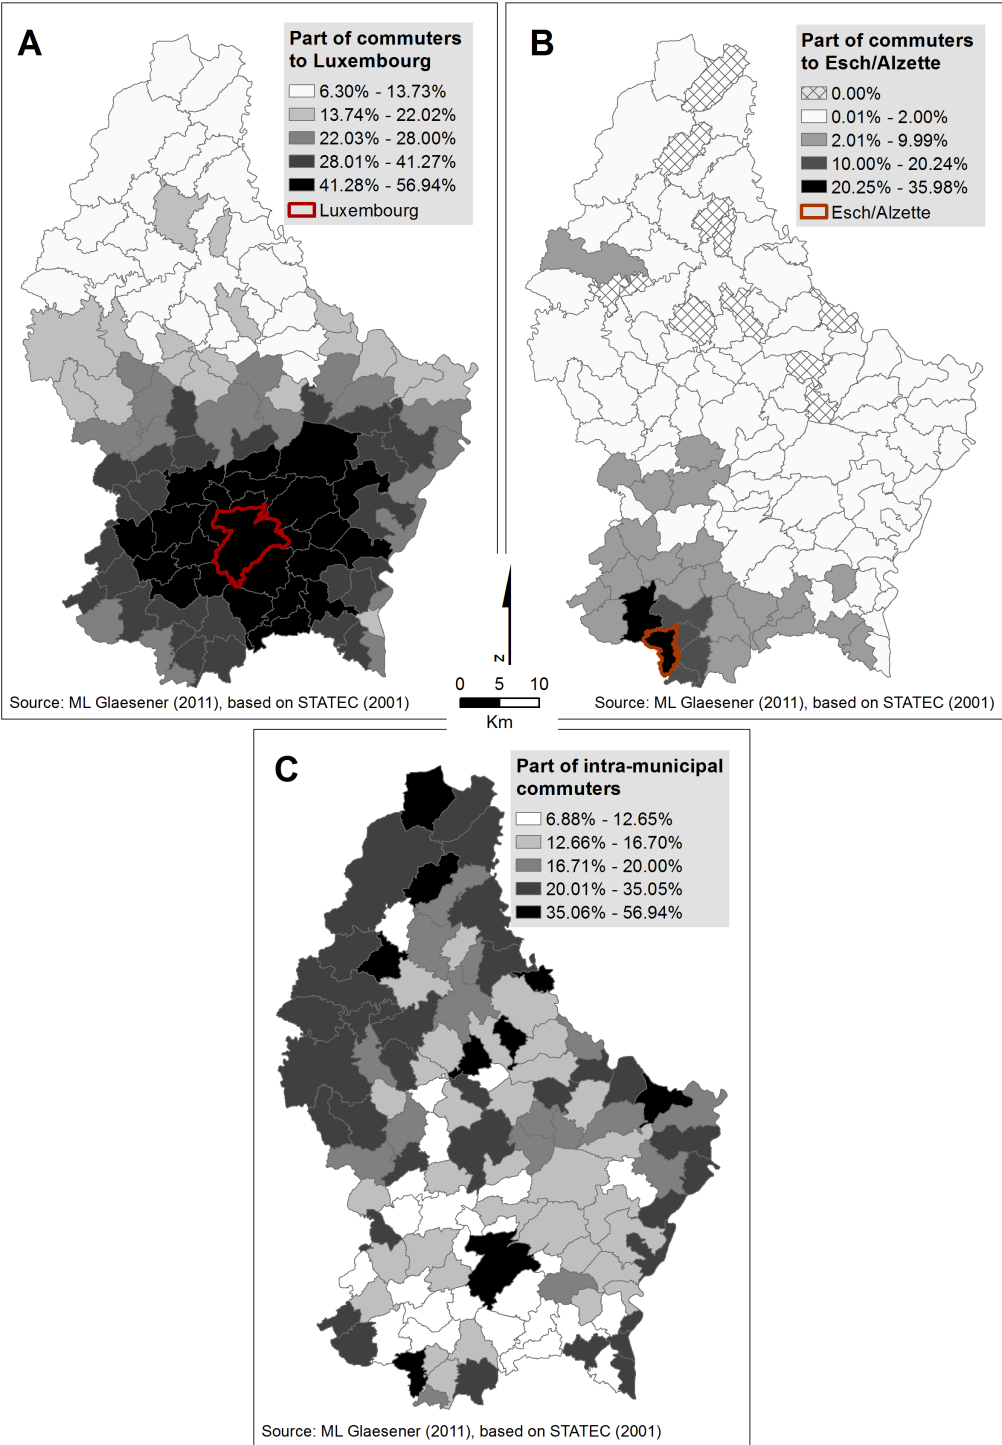 A
Part of commuters
to Luxembourg
6.30% - 13.73%
13.74% - 22.02%
22.03% - 28.00%
28.01% - 41.27%
41.28% - 56.94%
Luxembourg
Source: ML Glaesener (2011), based on STATEC (2001)
B
Part of commuters
to Esch/Alzette
0.00%
0.01% - 2.00%
2.01% - 9.99%
10.00% - 20.24%
20.25% - 35.98%
Esch/Alzette
Source: ML Glaesener (2011), based on STATEC (2001)
N
0 5 10
Km
C
Part of intra-municipal
commuters
6.88% - 12.65%
12.66% - 16.70%
16.71% - 20.00%
20.01% - 35.05%
35.06% - 56.94%
Source: ML Glaesener (2011), based on STATEC (2001)